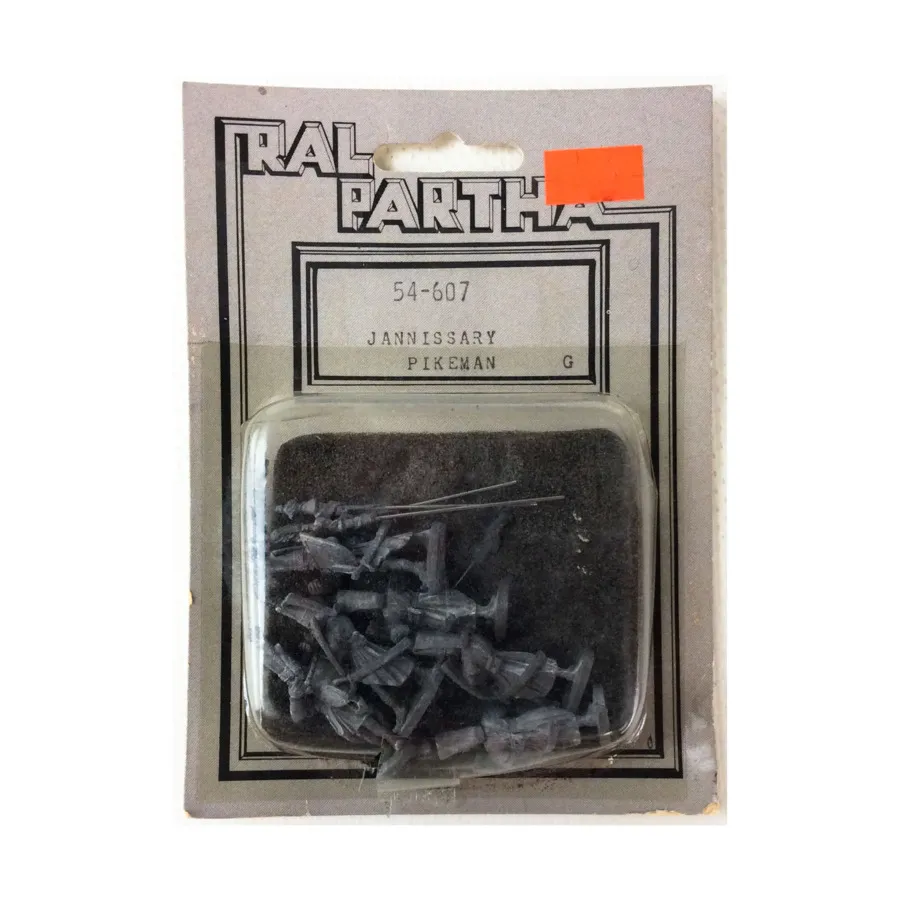 RAL
PARTHA
54-607
JANNISSARY
PIKEMAN G